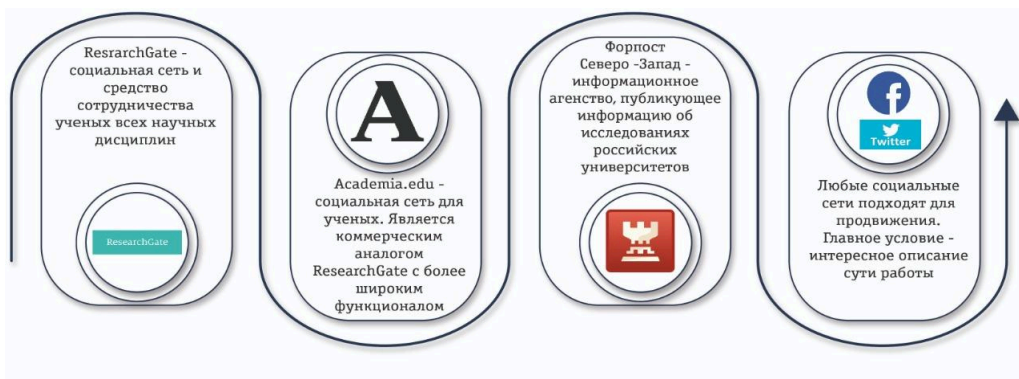 ResrarchGate -
социальная сеть и
средство
сотрудничества
ученых всех научных
дисциплин
ResearchGate
A
Academia.edu -
социальная сеть для
ученых. Является
коммерческим
аналогом
ResearchGate с более
широким
функционалом
Форпост
Северо -Запад -
информационное
агенство, публикующее
информацию об
исследованиях
российских
университетов
f
Twitter
Любые социальные
сети подходят для
продвижения.
Главное условие -
интересное описание
сути работы